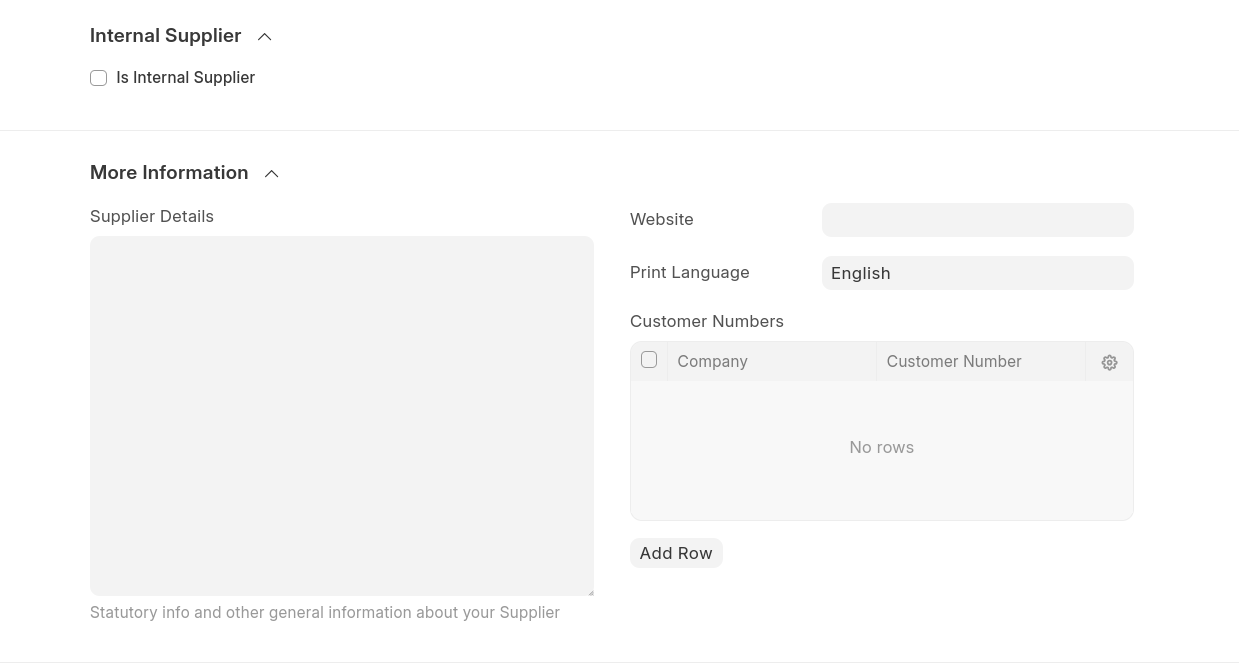 Internal Supplier
Is Internal Supplier
More Information
Supplier Details
Statutory info and other general information about your Supplier
Website
Print Language
English
Customer Numbers
Company Customer Number
No rows
Add Row